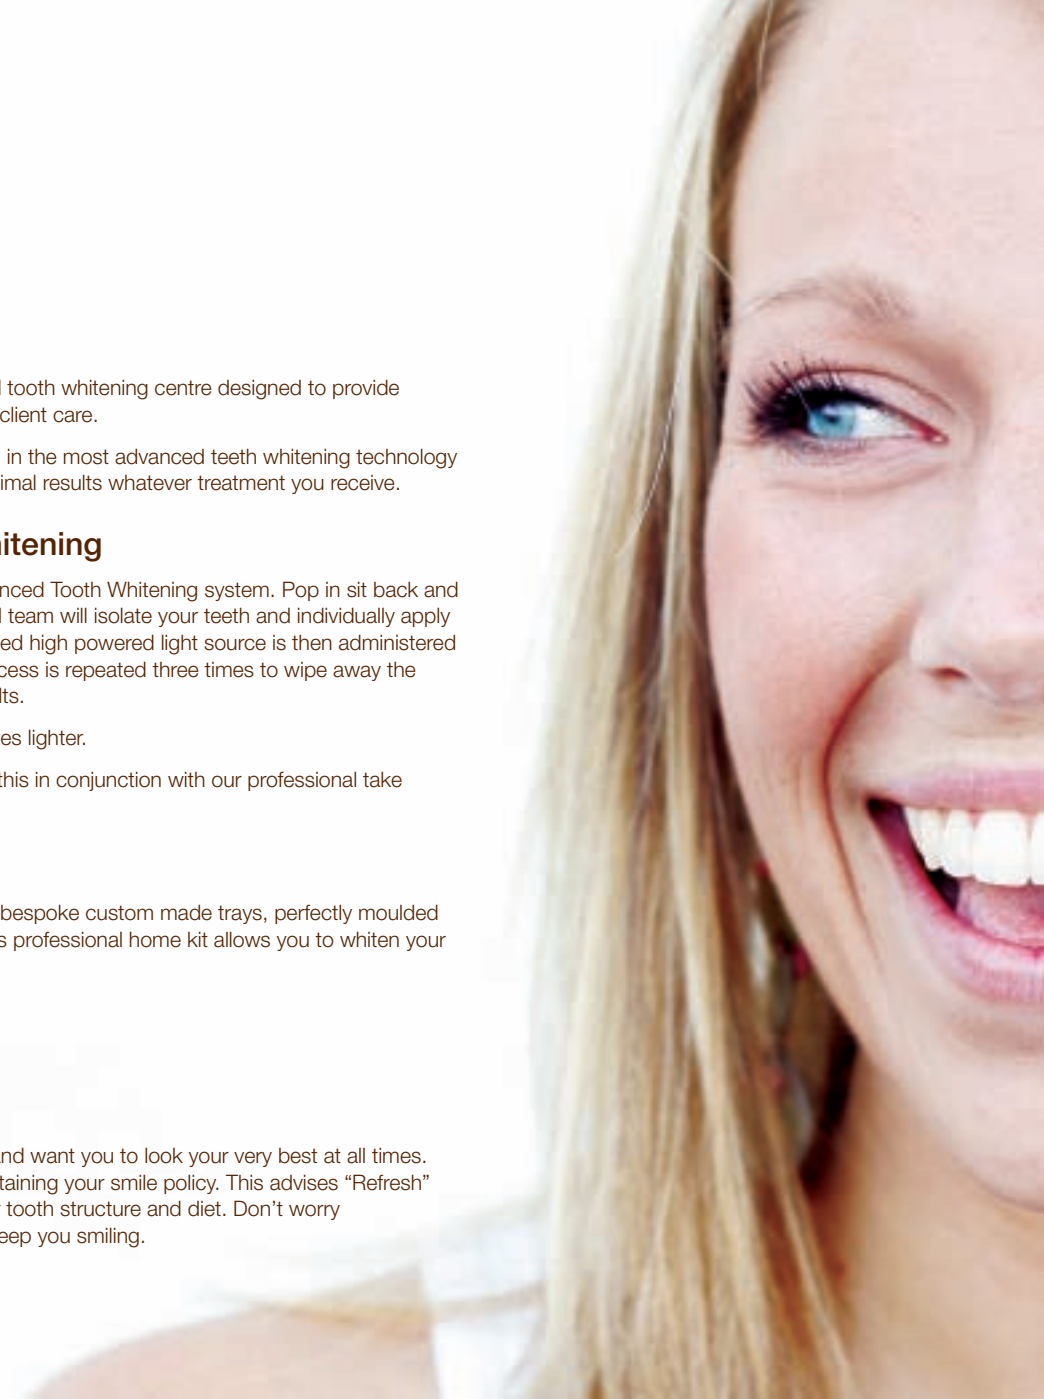 tooth whitening centre designed to provide
client care.
in the most advanced teeth whitening technology
imal results whatever treatment you receive.
itening
nced Tooth Whitening system. Pop in sit back and
team will isolate your teeth and individually apply
ed high powered light source is then administered
cess is repeated three times to wipe away the
lts.
es lighter.
this in conjunction with our professional take
bespoke custom made trays, perfectly moulded
s professional home kit allows you to whiten your
and want you to look your very best at all times.
taining your smile policy. This advises “Refresh”
tooth structure and diet. Don’t worry
eep you smiling.